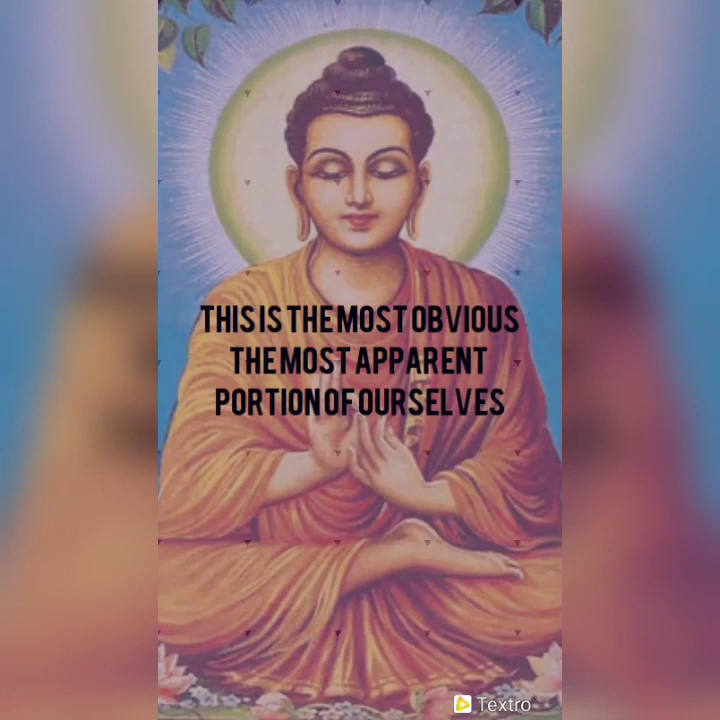 THIS IS THE MOST OBVIOUS
THE MOST APPARENT
PORTION OF OURSELVES
Textro